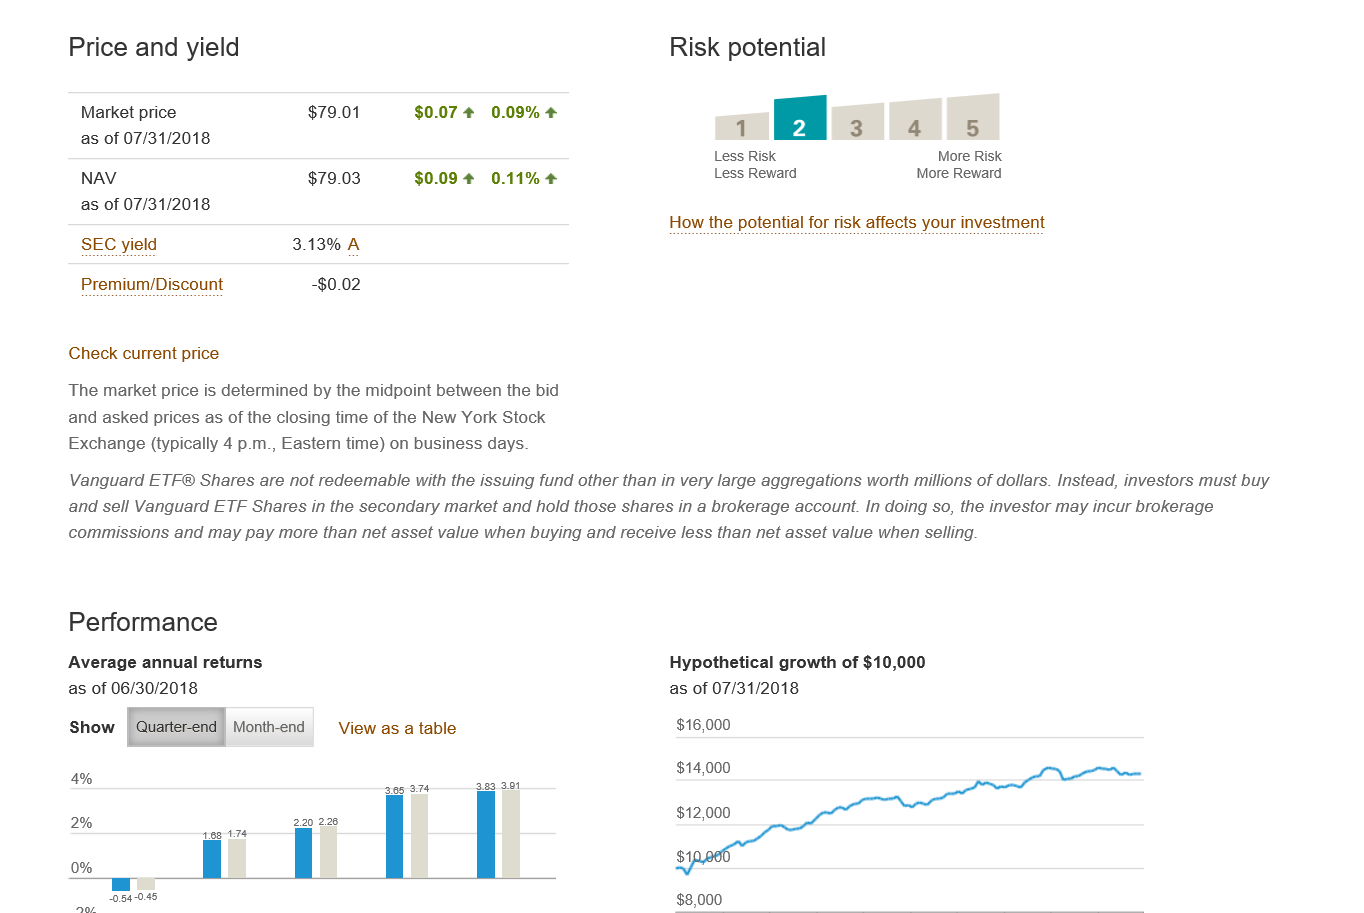 Price and yield
Market price $79.01 $0.07 0.09%
as of 07/31/2018
NAV $79.03 $0.09 0.11%
as of 07/31/2018
SEC yield 3.13% A
Premium/Discount -$0.02
Check current price
The market price is determined by the midpoint between the bid
and asked prices as of the closing time of the New York Stock
Exchange (typically 4 p.m., Eastern time) on business days.
Risk potential
1 2 3 4 5
Less Risk More Risk
Less Reward More Reward
How the potential for risk affects your investment
Vanguard ETF® Shares are not redeemable with the issuing fund other than in very large aggregations worth millions of dollars. Instead, investors must buy
and sell Vanguard ETF Shares in the secondary market and hold those shares in a brokerage account. In doing so, the investor may incur brokerage
commissions and may pay more than net asset value when buying and receive less than net asset value when selling.
Performance
Average annual returns
as of 06/30/2018
Show Quarter-end Month-end View as a table
4%
3.65 3.74 3.83 3.91
2%
2.20 2.26
1.68 1.74
0%
-0.54 -0.45
-2%
Hypothetical growth of $10,000
as of 07/31/2018
$16,000
$14,000
$12,000
$10,000
$8,000